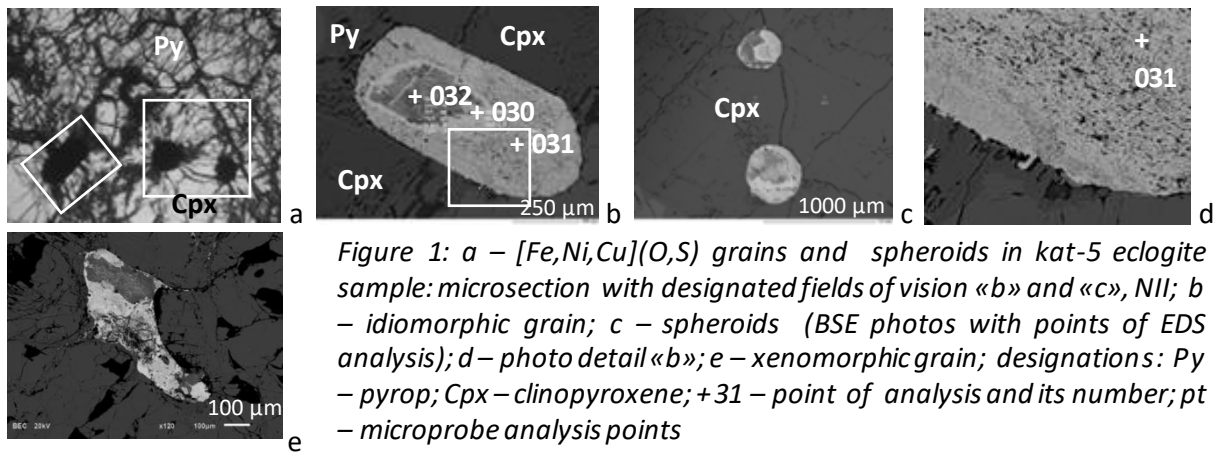 Py
Cpx
a
Py
Cpx
+ 032
+ 030
+ 031
Cpx
250 µm
b
Cpx
1000 µm
c
+
031
d
BEC 20kV
x120 100µm
100 µm
e
Figure 1: a – [Fe,Ni,Cu](O,S) grains and spheroids in kat-5 eclogite
sample: microsection with designated fields of vision «b» and «c», NII; b
– idiomorphic grain; c – spheroids (BSE photos with points of EDS
analysis); d – photo detail «b»; e – xenomorphic grain; designations: Py
– pyrop; Cpx – clinopyroxene; +31 – point of analysis and its number; pt
– microprobe analysis points